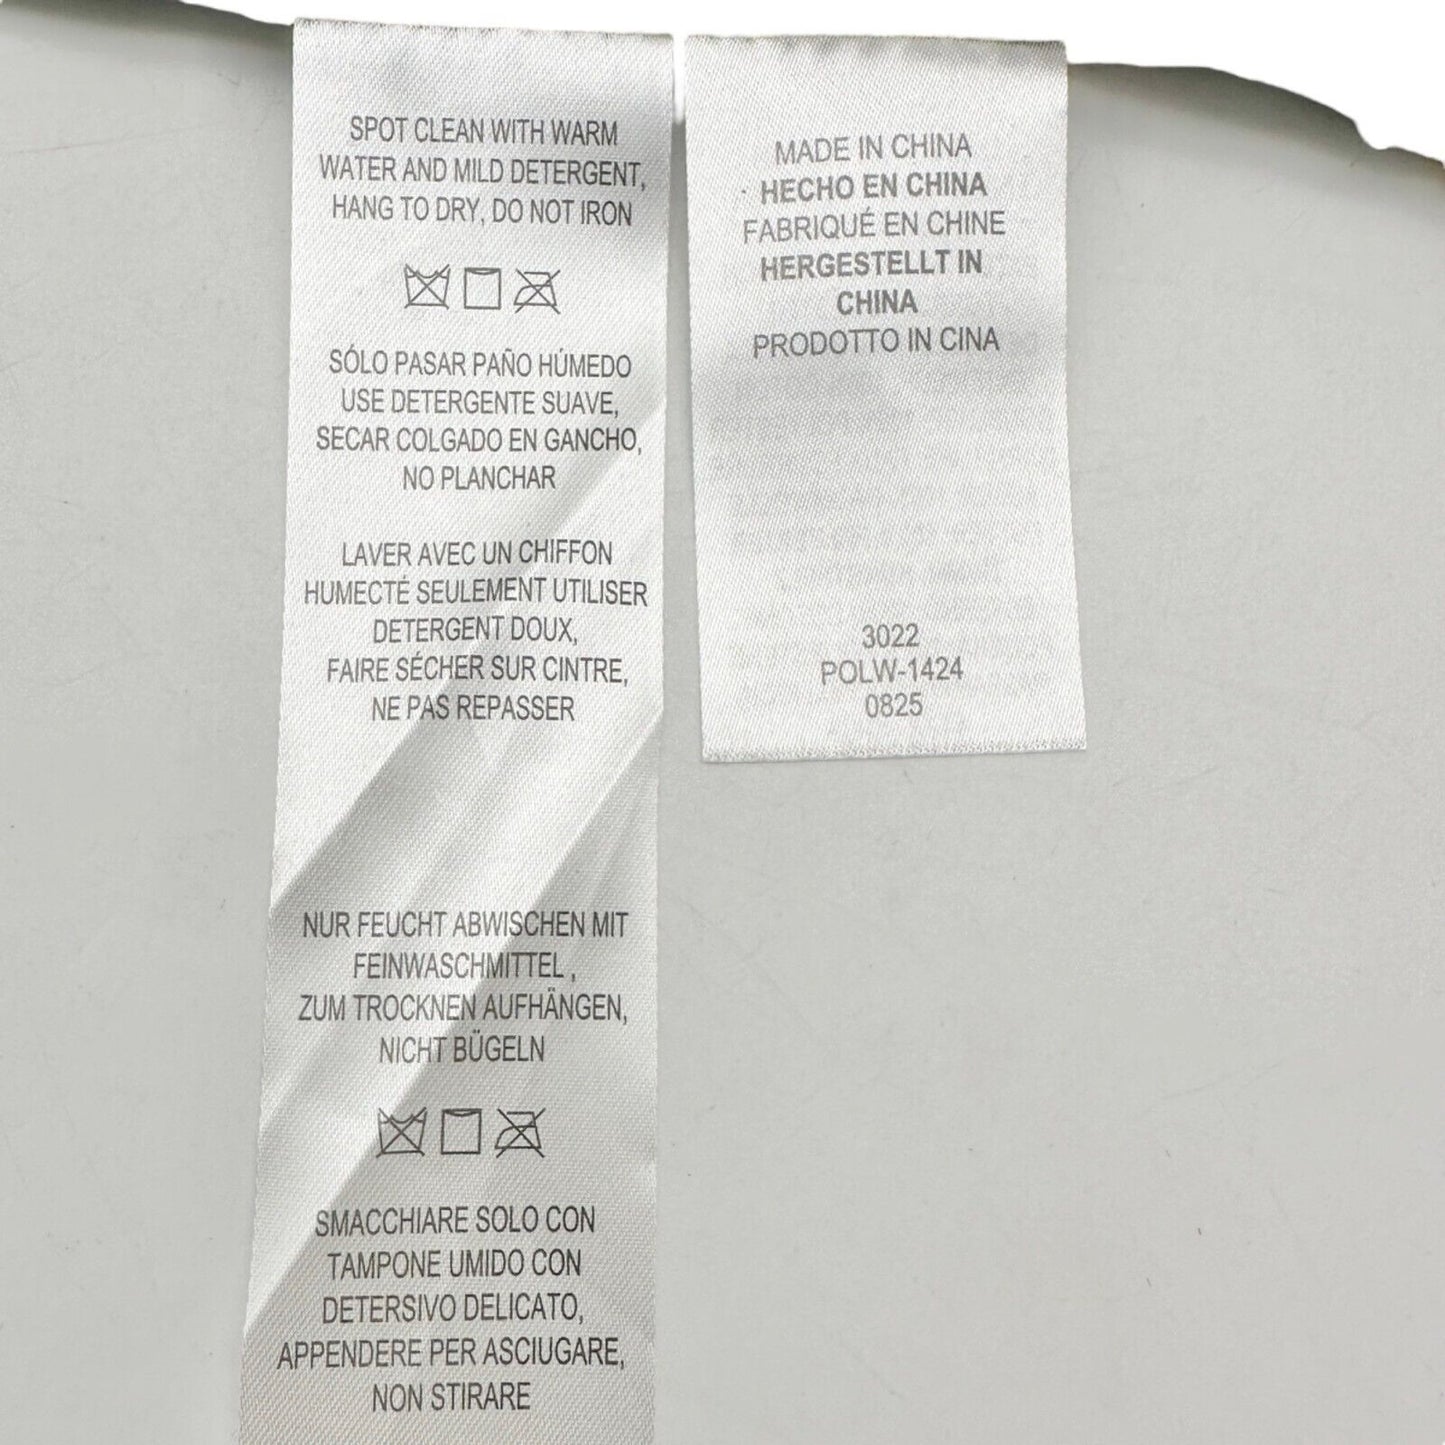 SPOT CLEAN WITH WARM
WATER AND MILD DETERGENT,
HANG TO DRY, DO NOT IRON
SÓLO PASAR PAÑO HÚMEDO
USE DETERGENTE SUAVE,
SECAR COLGADO EN GANCHO,
NO PLANCHAR
LAVER AVEC UN CHIFFON
HUMECTÉ SEULEMENT UTILISER
DETERGENT DOUX,
FAIRE SÉCHER SUR CINTRE,
NE PAS REPASSER
NUR FEUCHT ABWISCHEN MIT
FEINWASCHMITTEL ,
ZUM TROCKNEN AUFHÄNGEN,
NICHT BÜGELN
SMACCHIARE SOLO CON
TAMPONE UMIDO CON
DETERSIVO DELICATO,
APPENDERE PER ASCIUGARE,
NON STIRARE
MADE IN CHINA
HECHO EN CHINA
FABRIQUÉ EN CHINE
HERGESTELLT IN
CHINA
PRODOTTO IN CINA
3022
POLW-1424
0825